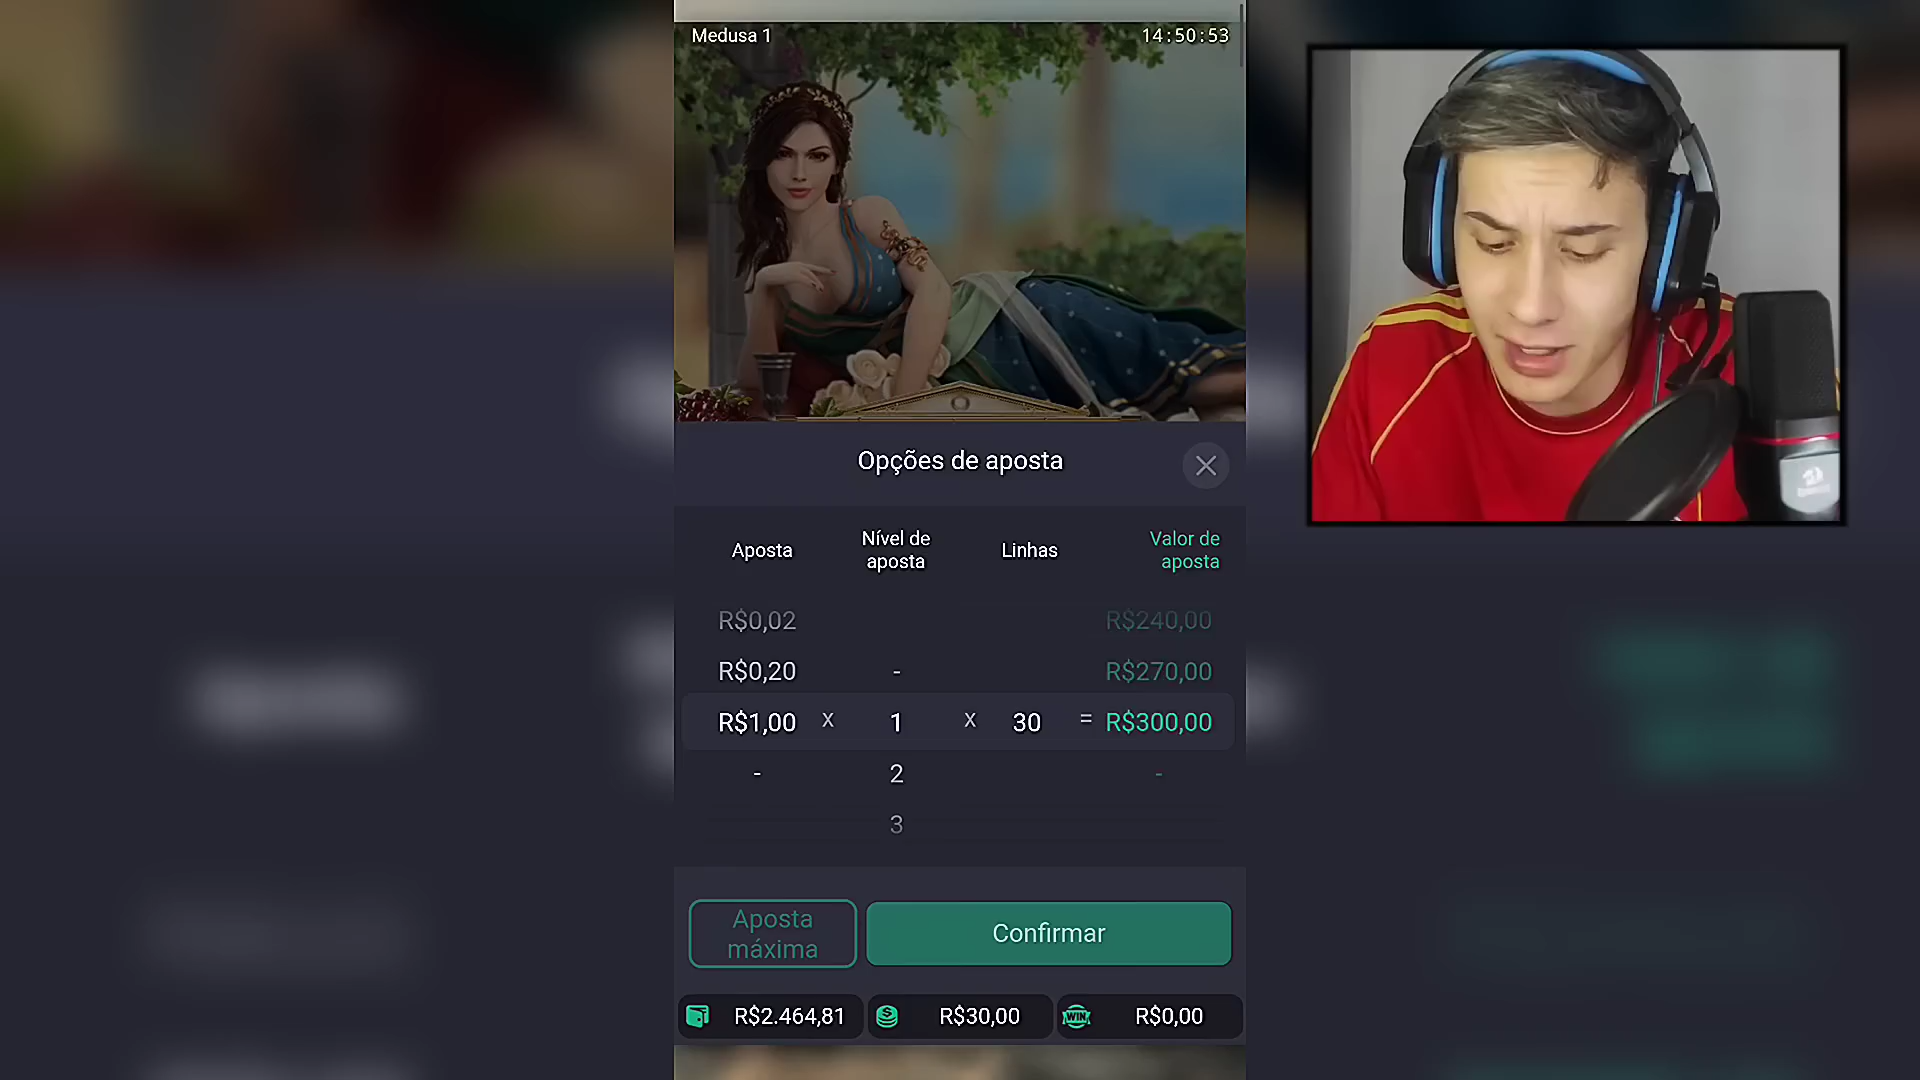 Medusa 1
14:50:53
Opções de aposta
Aposta
Nível de
aposta
Linhas
Valor de
aposta
R$0,02
R$240,00
R$0,20
-
R$270,00
R$1,00 x 1 x 30 = R$300,00
-
2
-
3
Aposta
máxima
Confirmar
R$2.464,81
R$30,00
WIN
R$0,00